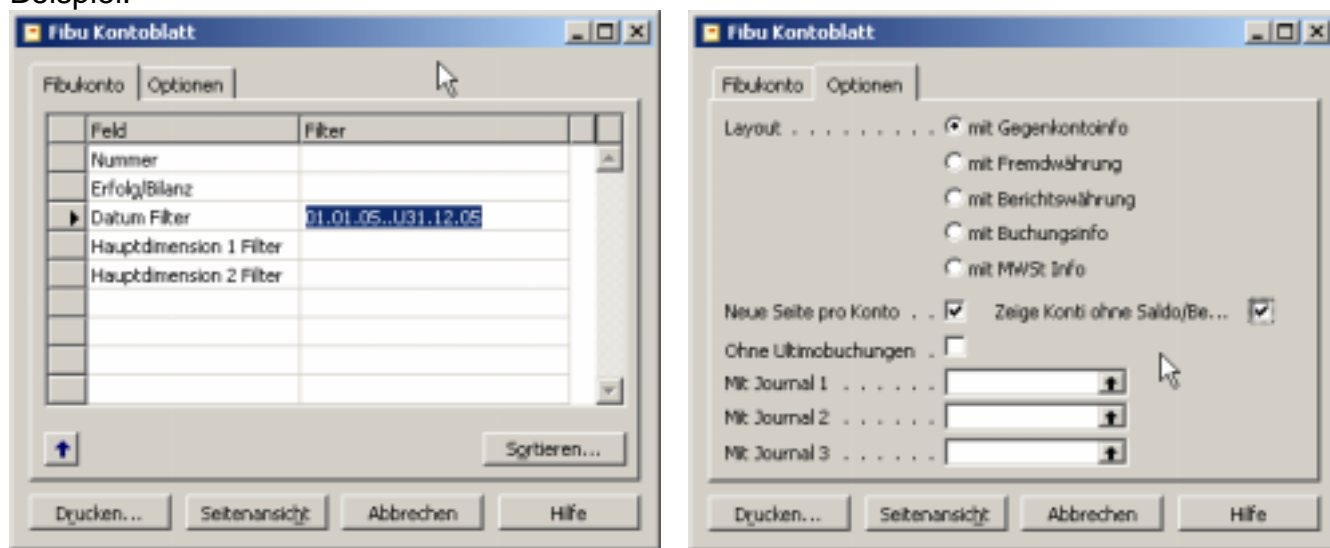 Beispiel:
Fibu Kontoblatt
Fibukonto Optionen
Feld Filter
Nummer
Erfolg/Bilanz
Datum Filter 01.01.05..U31.12.05
Hauptdimension 1 Filter
Hauptdimension 2 Filter
Sortieren...
Drucken... Seitenansicht Abbrechen Hilfe
Fibu Kontoblatt
Fibukonto Optionen
Layout . . . . . . . . . mit Gegenkontoinfo
mit Fremdwährung
mit Berichtswährung
mit Buchungsinfo
mit MWSt Info
Neue Seite pro Konto . . Zeige Konti ohne Saldo/Be...
Ohne Ultimobuchungen .
Mit Journal 1 . . . . . .
Mit Journal 2 . . . . . .
Mit Journal 3 . . . . . .
Drucken... Seitenansicht Abbrechen Hilfe